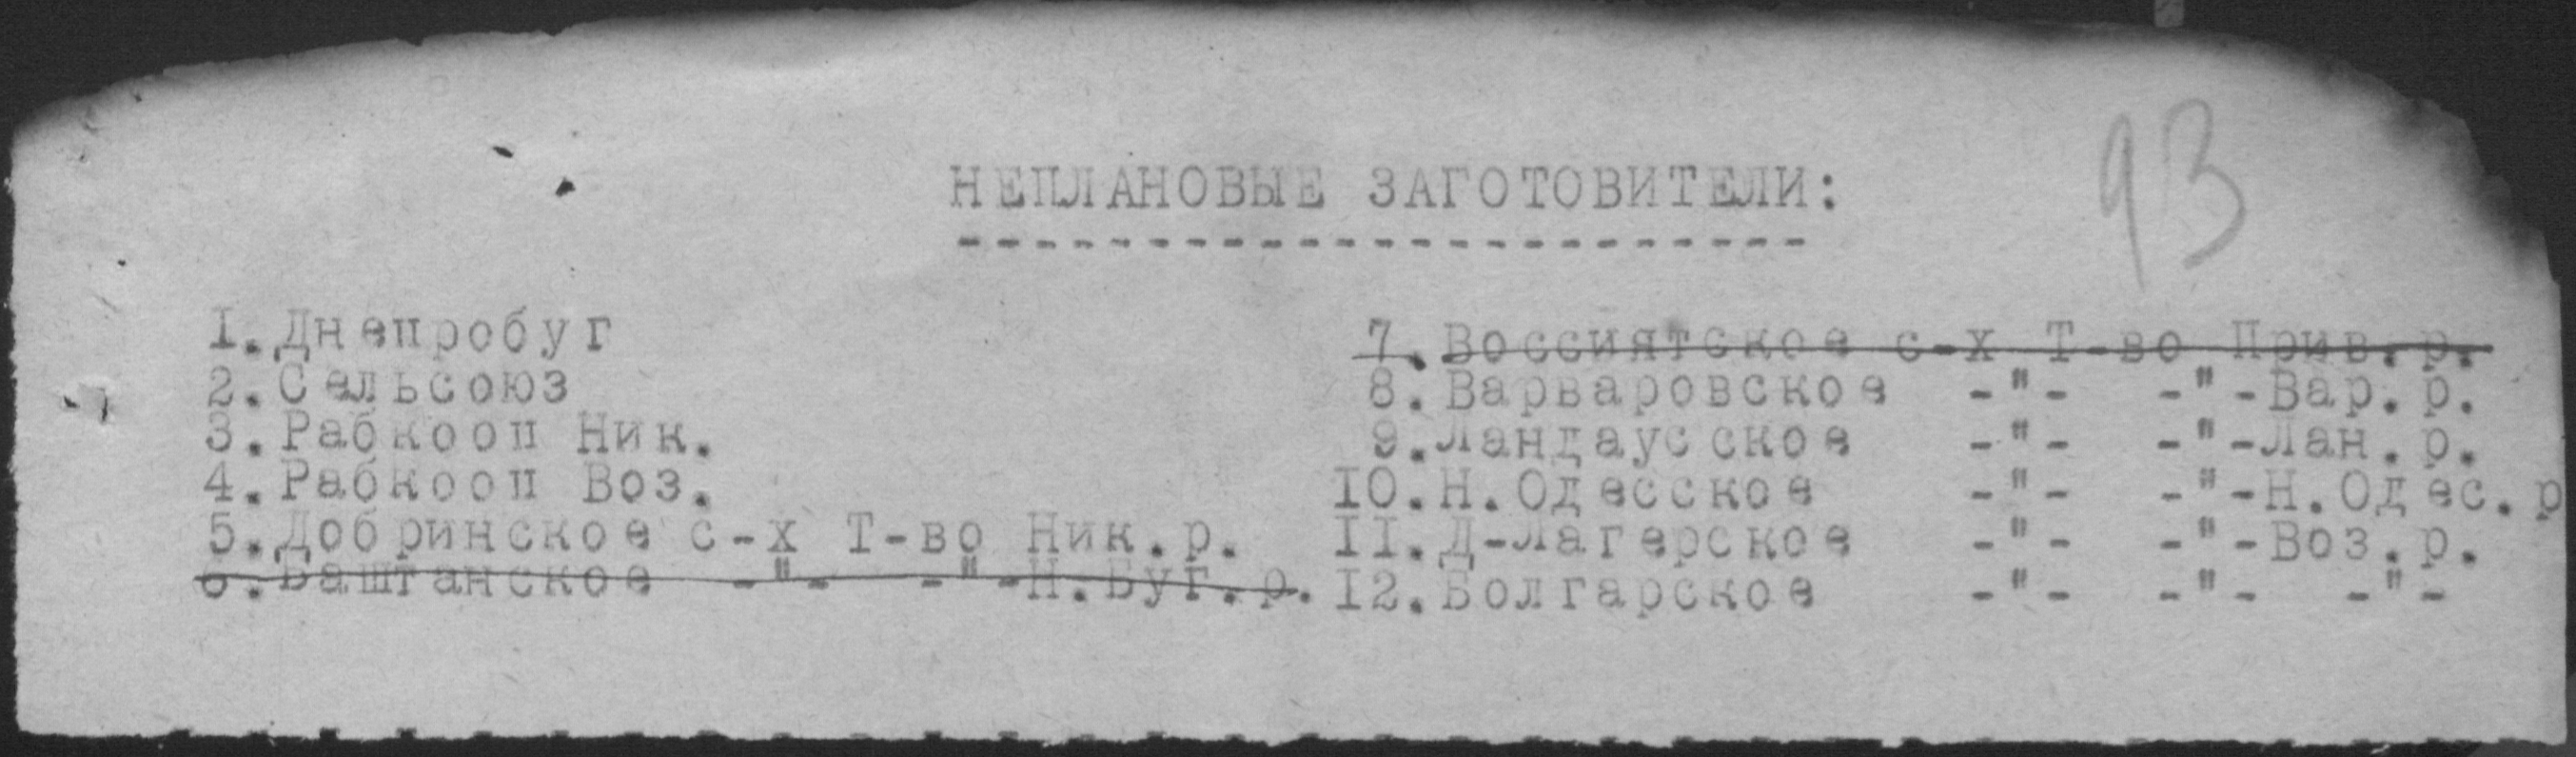 93
НЕПЛАНОВЫЕ ЗАГОТОВИТЕЛИ:
1. Днепробуг
2. Сельсоюз
3. Рабкооп Ник.
4. Рабкооп Воз.
5. Добринское с-х Т-во Ник.р.
6. Баштанское -"- -"-Н.Буг.р.
7. Воссиятское с-х Т-во Прив.р.
8. Варваровское -"- -"-Вар.р.
9. Ландаусское -"- -"-Лан.р.
10. Н.Одесское -"- -"-Н.Одес.р
11. Д-Лагерское -"- -"-Воз.р.
12. Болгарское -"- -"- -"-